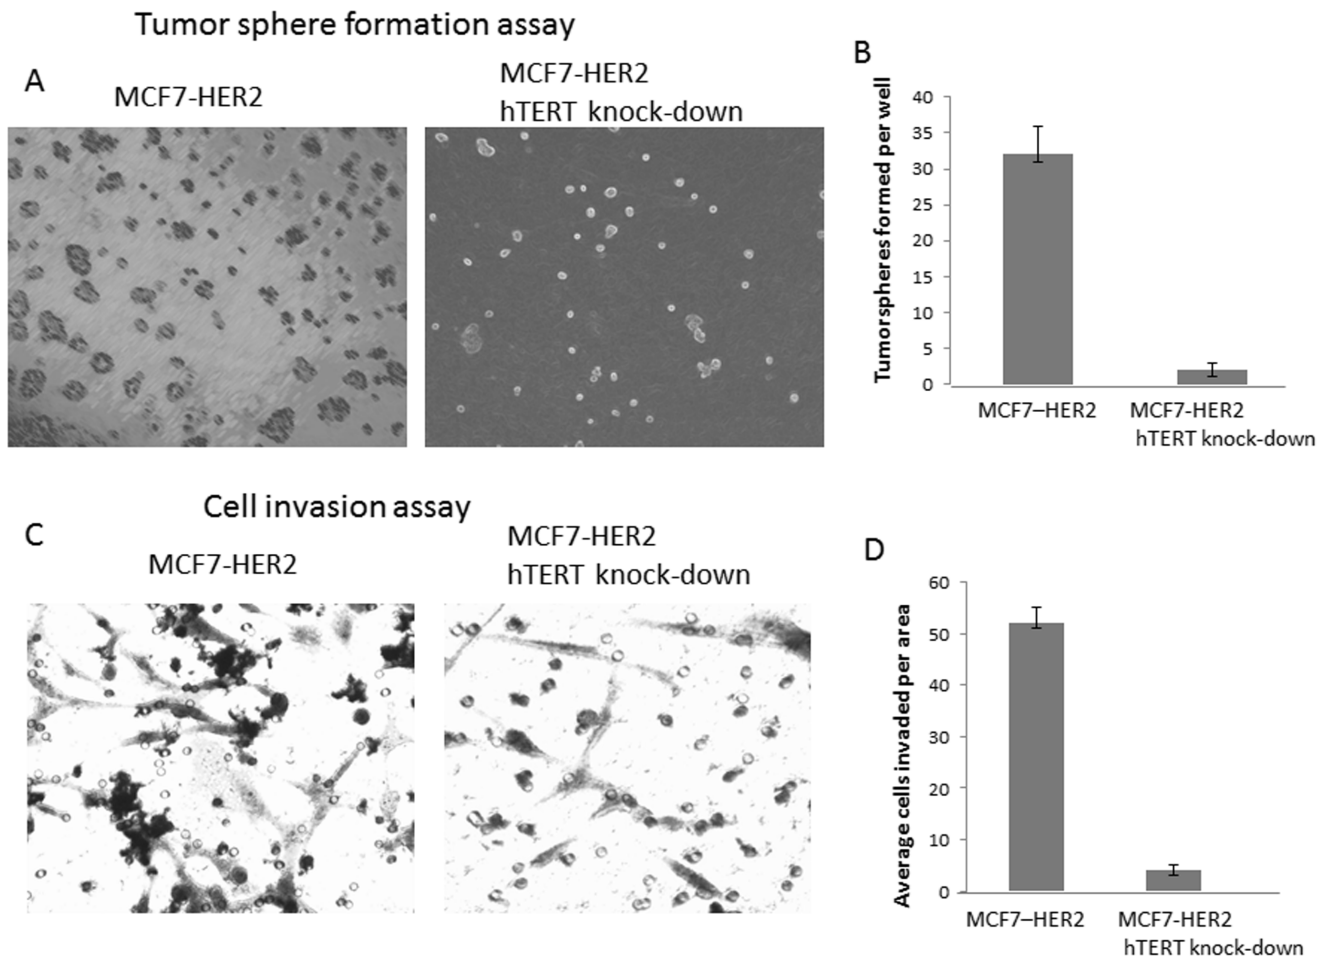 Tumor sphere formation assay
A
MCF7-HER2
MCF7-HER2
hTERT knock-down
B
Tumorspheres formed per well
40
35
30
25
20
15
10
5
0
MCF7–HER2
MCF7-HER2
hTERT knock-down
Cell invasion assay
C
MCF7-HER2
MCF7-HER2
hTERT knock-down
D
Average cells invaded per area
60
50
40
30
20
10
0
MCF7–HER2
MCF7-HER2
hTERT knock-down